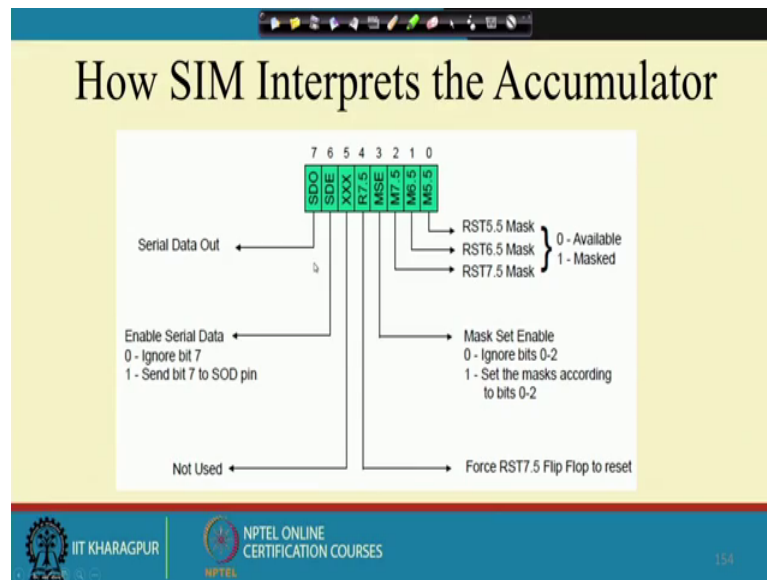 How SIM Interprets the Accumulator
7 6 5 4 3 2 1 0
SDO SDE XXX R7.5 MSE M7.5 M6.5 M5.5
Serial Data Out
RST5.5 Mask
RST6.5 Mask
RST7.5 Mask
0 - Available
1 - Masked
Enable Serial Data
0 - Ignore bit 7
1 - Send bit 7 to SOD pin
Mask Set Enable
0 - Ignore bits 0-2
1 - Set the masks according
to bits 0-2
Not Used
Force RST7.5 Flip Flop to reset
IIT KHARAGPUR
NPTEL
NPTEL ONLINE
CERTIFICATION COURSES
154